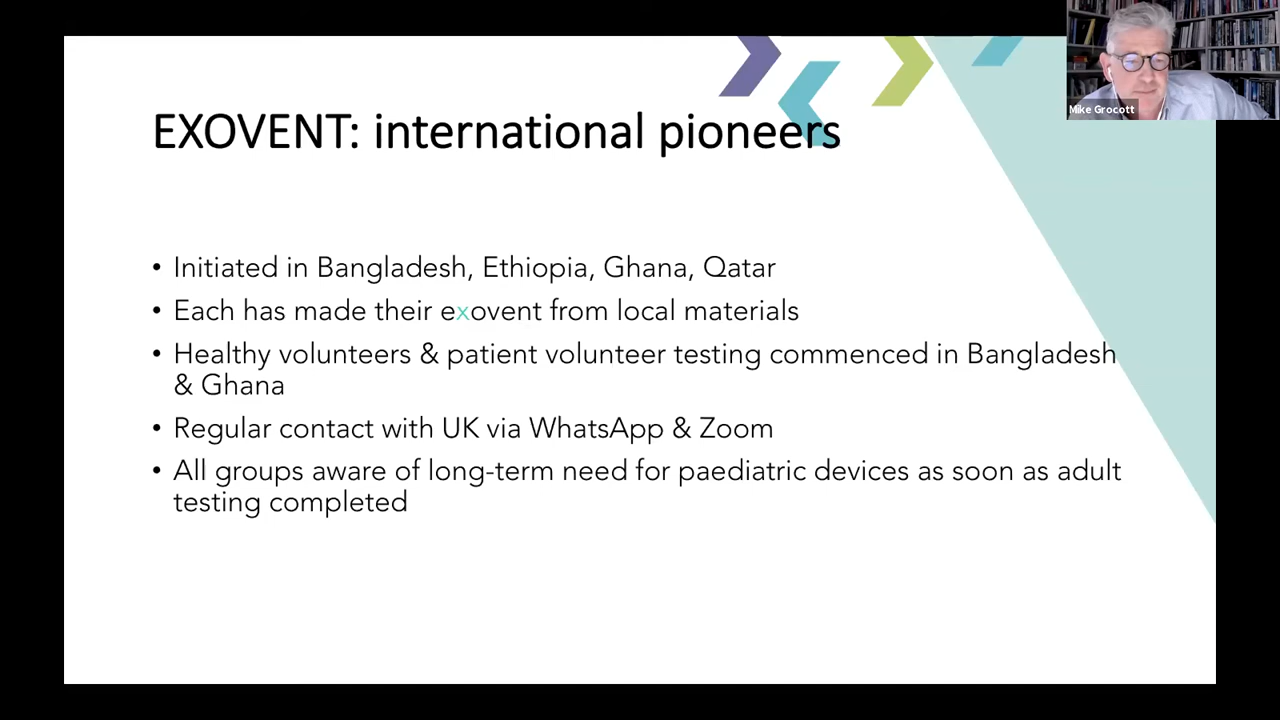 EXOVENT: international pioneers
Mike Grocott
• Initiated in Bangladesh, Ethiopia, Ghana, Qatar
• Each has made their exovent from local materials
• Healthy volunteers & patient volunteer testing commenced in Bangladesh
& Ghana
• Regular contact with UK via WhatsApp & Zoom
• All groups aware of long-term need for paediatric devices as soon as adult
testing completed